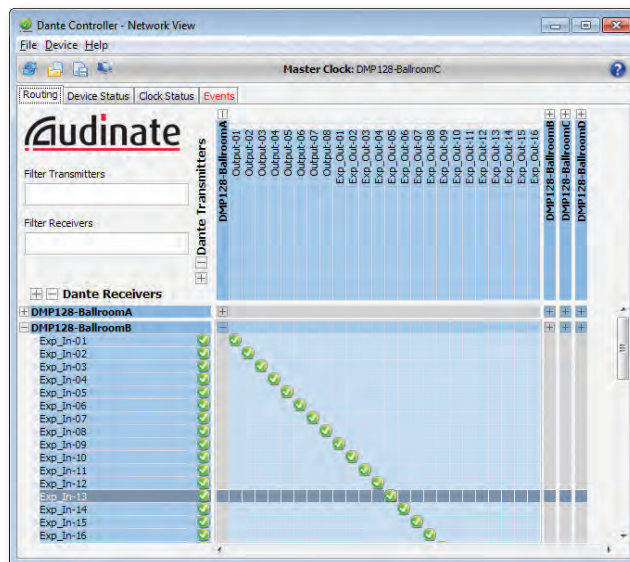 Dante Controller - Network View
File Device Help
Master Clock: DMP128-BallroomC
Routing Device Status Clock Status Events
Audinate
Filter Transmitters
Filter Receivers
Dante Transmitters
DMP128-BallroomA
Output-01
Output-02
Output-03
Output-04
Output-05
Output-06
Output-07
Output-08
Exp_Out-01
Exp_Out-02
Exp_Out-03
Exp_Out-04
Exp_Out-05
Exp_Out-06
Exp_Out-07
Exp_Out-08
Exp_Out-09
Exp_Out-10
Exp_Out-11
Exp_Out-12
Exp_Out-13
Exp_Out-14
Exp_Out-15
Exp_Out-16
DMP128-BallroomB
DMP128-BallroomC
DMP128-BallroomD
Dante Receivers
DMP128-BallroomA
DMP128-BallroomB
Exp_In-01
Exp_In-02
Exp_In-03
Exp_In-04
Exp_In-05
Exp_In-06
Exp_In-07
Exp_In-08
Exp_In-09
Exp_In-10
Exp_In-11
Exp_In-12
Exp_In-13
Exp_In-14
Exp_In-15
Exp_In-16